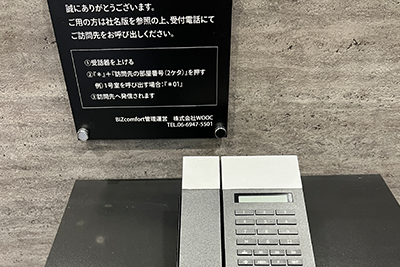 誠にありがとうございます。
ご用の方は社名版を参照の上、受付電話にて
ご訪問先をお呼び出しください。
①受話器を上げる
②『＊』+『訪問先の部屋番号(2ケタ)』を押す
例)1号室を呼び出す場合:『＊01』
③訪問先へ発信されます
BIZcomfort管理運営　株式会社WOOC
TEL.06-6947-5501